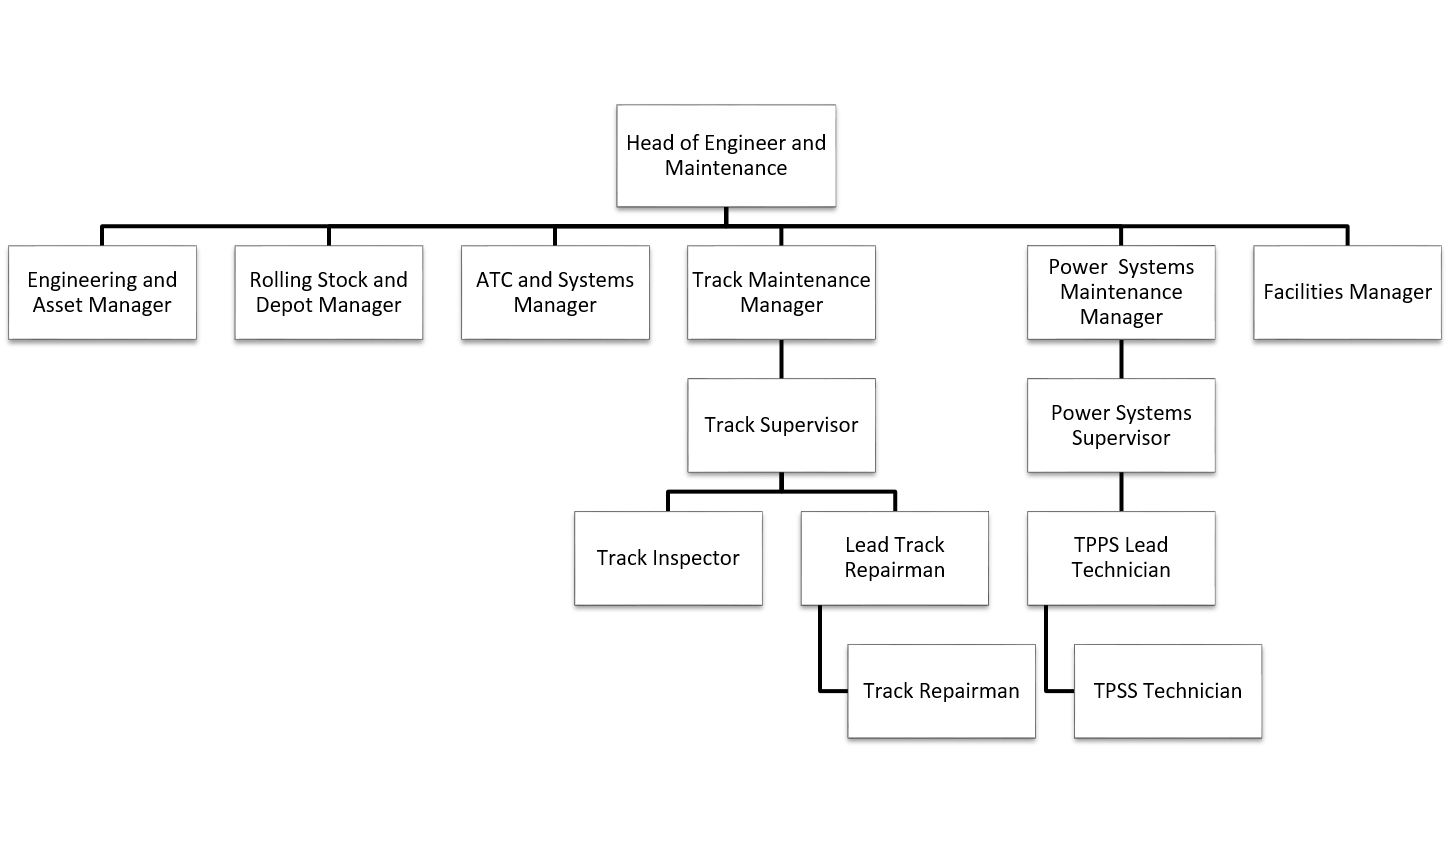 Head of Engineer and
Maintenance
Engineering and
Asset Manager
Rolling Stock and
Depot Manager
ATC and Systems
Manager
Track Maintenance
Manager
Power  Systems
Maintenance
Manager
Facilities Manager
Track Supervisor
Power Systems
Supervisor
Track Inspector
Lead Track
Repairman
TPPS Lead
Technician
Track Repairman
TPSS Technician